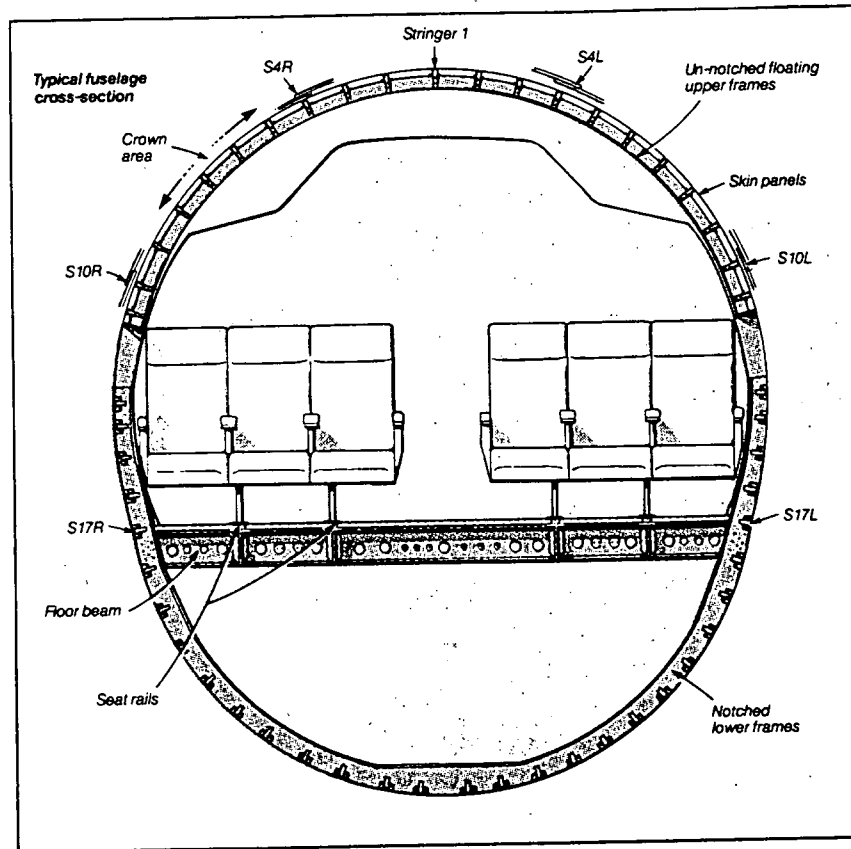 Stringer 1
S4R
S4L
Typical fuselage
cross-section
Un-notched floating
upper frames
Crown
area
Skin panels
S10R
S10L
S17R
S17L
Floor beam
Seat rails
Notched
lower frames